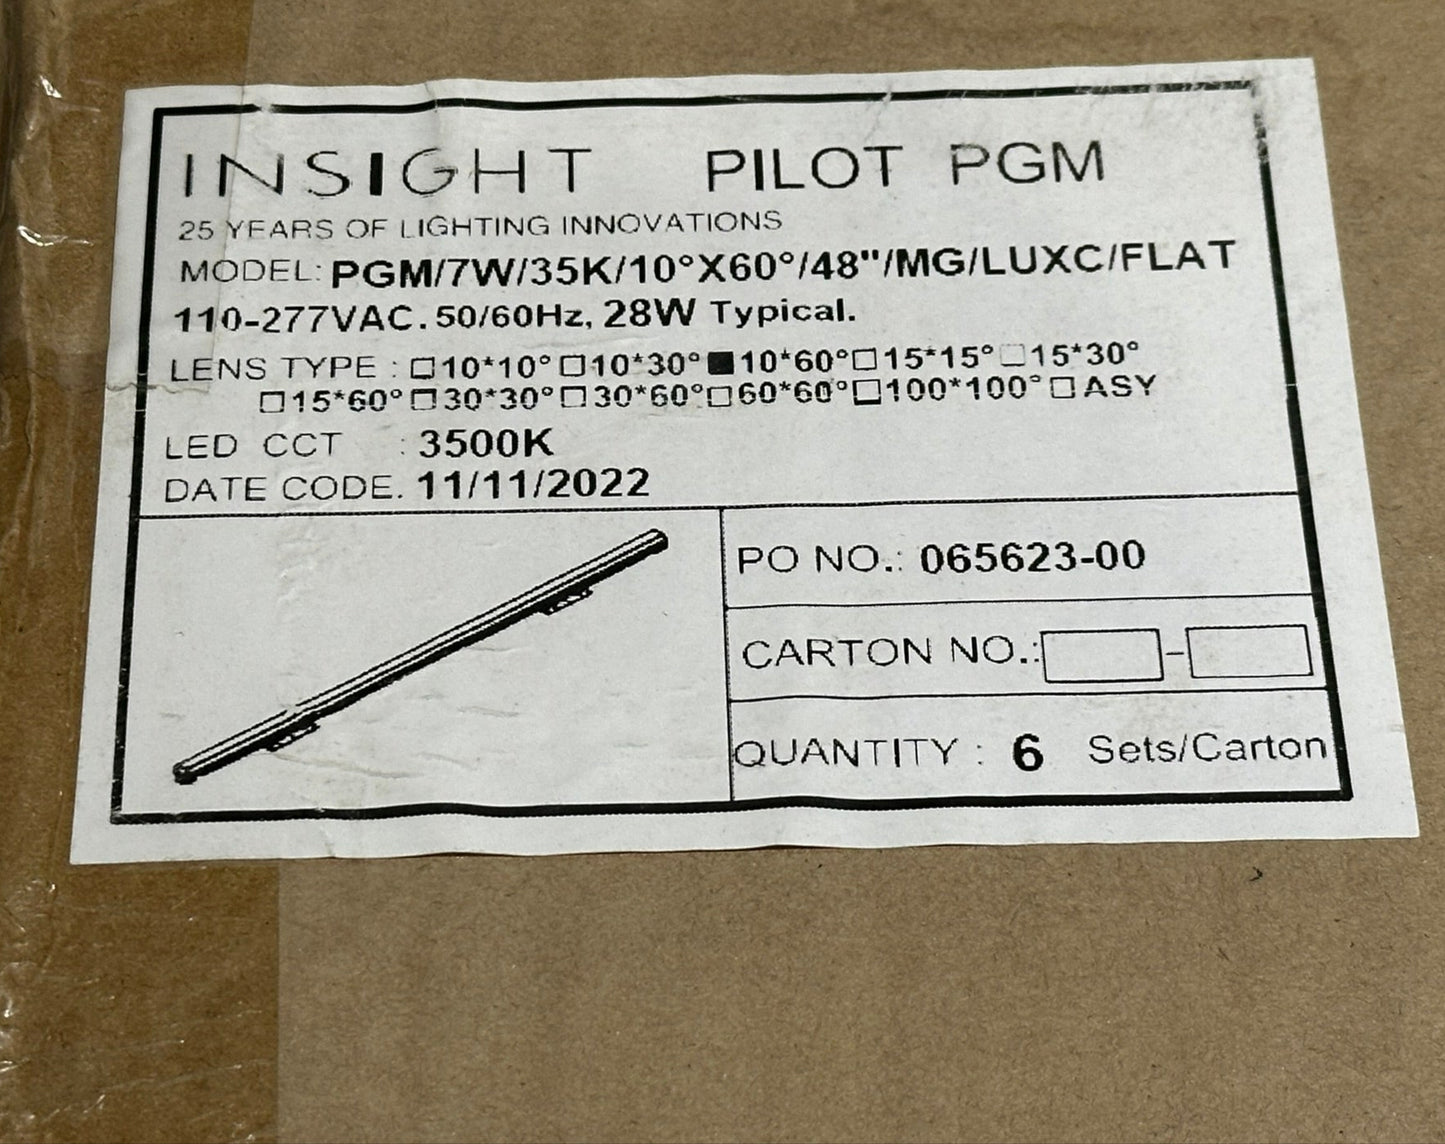 INSIGHT PILOT PGM
25 YEARS OF LIGHTING INNOVATIONS
MODEL: PGM/7W/35K/10°X60°/48"/MG/LUXC/FLAT
110-277VAC. 50/60Hz, 28W Typical.
LENS TYPE : □10*10° □10*30° ■10*60° □15*15° □15*30°
□15*60° □30*30° □30*60° □60*60° □100*100° □ASY
LED CCT : 3500K
DATE CODE. 11/11/2022
PO NO.: 065623-00
CARTON NO.: □-□
QUANTITY : 6 Sets/Carton